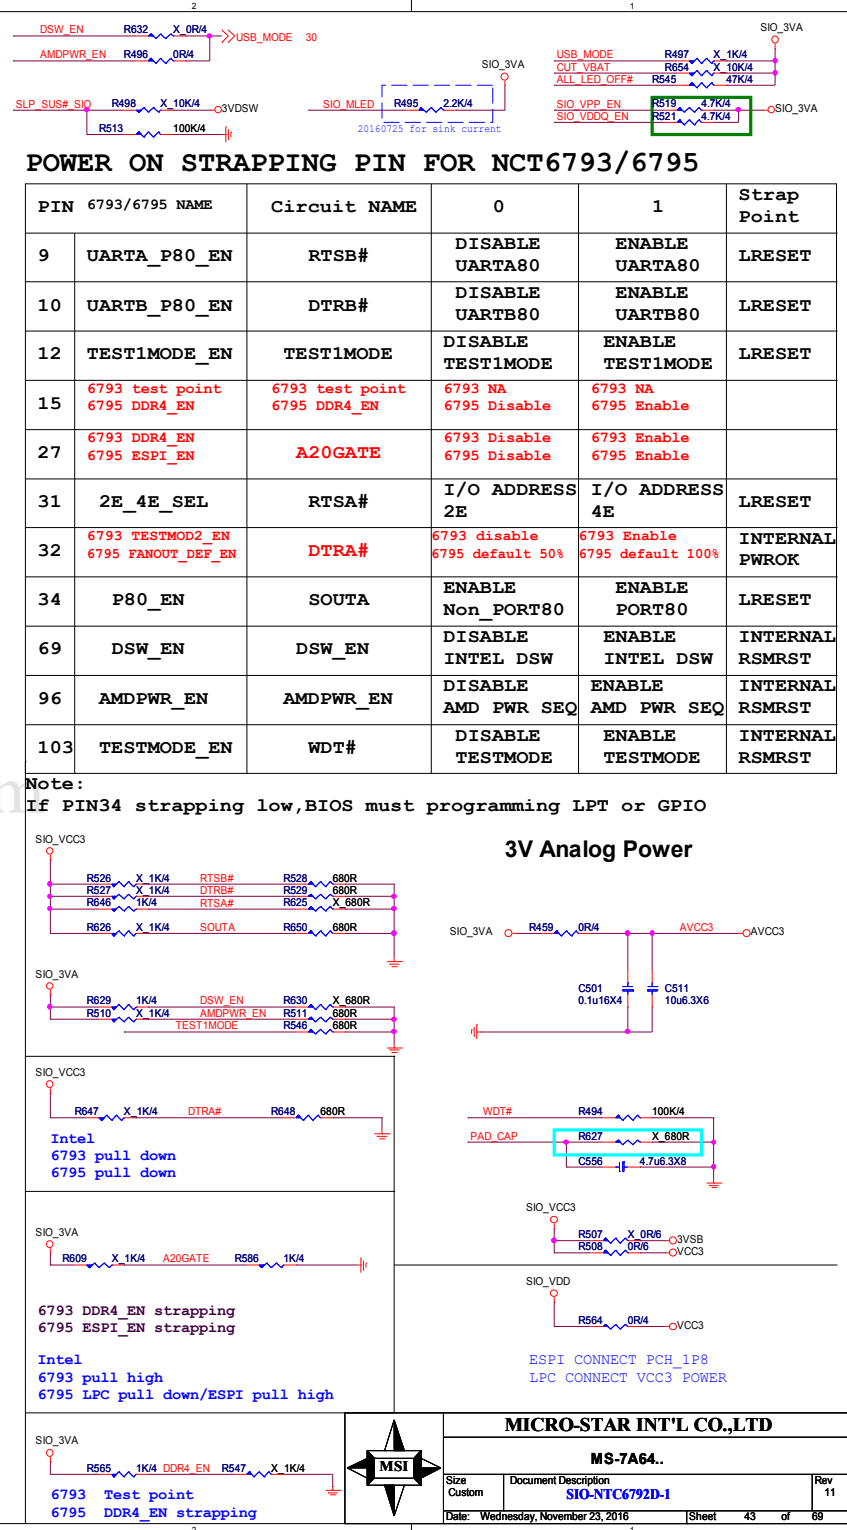 2 1
DSW_EN R632 X_0R/4 USB_MODE 30
AMDPWR_EN R496 0R/4
SLP_SUS#_SIO R498 X_10K/4 3VDSW
R513 100K/4
SIO_3VA
SIO_MLED R495 2.2K/4
20160725 for sink current
SIO_3VA
USB_MODE R497 X_1K/4
CUT_VBAT R654 X_10K/4
ALL_LED_OFF# R545 47K/4
SIO_VPP_EN R519 4.7K/4 SIO_3VA
SIO_VDDQ_EN R521 4.7K/4
POWER ON STRAPPING PIN FOR NCT6793/6795
PIN 6793/6795 NAME Circuit NAME 0 1 Strap Point
9 UARTA_P80_EN RTSB# DISABLE UARTA80 ENABLE UARTA80 LRESET
10 UARTB_P80_EN DTRB# DISABLE UARTB80 ENABLE UARTB80 LRESET
12 TEST1MODE_EN TEST1MODE DISABLE TEST1MODE ENABLE TEST1MODE LRESET
15 6793 test point 6795 DDR4_EN 6793 test point 6795 DDR4_EN 6793 NA 6795 Disable 6793 NA 6795 Enable
27 6793 DDR4_EN 6795 ESPI_EN A20GATE 6793 Disable 6795 Disable 6793 Enable 6795 Enable
31 2E_4E_SEL RTSA# I/O ADDRESS 2E I/O ADDRESS 4E LRESET
32 6793 TESTMOD2_EN 6795 FANOUT_DEF_EN DTRA# 6793 disable 6795 default 50% 6793 Enable 6795 default 100% INTERNAL PWROK
34 P80_EN SOUTA ENABLE Non_PORT80 ENABLE PORT80 LRESET
69 DSW_EN DSW_EN DISABLE INTEL DSW ENABLE INTEL DSW INTERNAL RSMRST
96 AMDPWR_EN AMDPWR_EN DISABLE AMD PWR SEQ ENABLE AMD PWR SEQ INTERNAL RSMRST
103 TESTMODE_EN WDT# DISABLE TESTMODE ENABLE TESTMODE INTERNAL RSMRST
Note:
If PIN34 strapping low,BIOS must programming LPT or GPIO
SIO_VCC3
R526 X_1K/4 RTSB# R528 680R
R527 X_1K/4 DTRB# R529 680R
R646 1K/4 RTSA# R625 X_680R
R626 X_1K/4 SOUTA R650 680R
SIO_3VA
R629 1K/4 DSW_EN R630 X_680R
R510 X_1K/4 AMDPWR_EN R511 680R
TEST1MODE R546 680R
3V Analog Power
SIO_3VA R459 0R/4 AVCC3 AVCC3
C501 0.1u16X4
C511 10u6.3X6
SIO_VCC3
R647 X_1K/4 DTRA# R648 680R
Intel
6793 pull down
6795 pull down
WDT# R494 100K/4
PAD_CAP R627 X_680R
C556 4.7u6.3X8
SIO_VCC3
R507 X_0R/6 3VSB
R508 0R/6 VCC3
SIO_3VA
R609 X_1K/4 A20GATE R586 1K/4
6793 DDR4_EN strapping
6795 ESPI_EN strapping
Intel
6793 pull high
6795 LPC pull down/ESPI pull high
SIO_VDD
R564 0R/4 VCC3
ESPI CONNECT PCH_1P8
LPC CONNECT VCC3 POWER
SIO_3VA
R565 1K/4 DDR4_EN R547 X_1K/4
6793 Test point
6795 DDR4_EN strapping
MSI
MICRO-STAR INT'L CO.,LTD
MS-7A64..
Size Custom
Document Description
SIO-NTC6792D-1
Rev 11
Date: Wednesday, November 23, 2016 Sheet 43 of 69